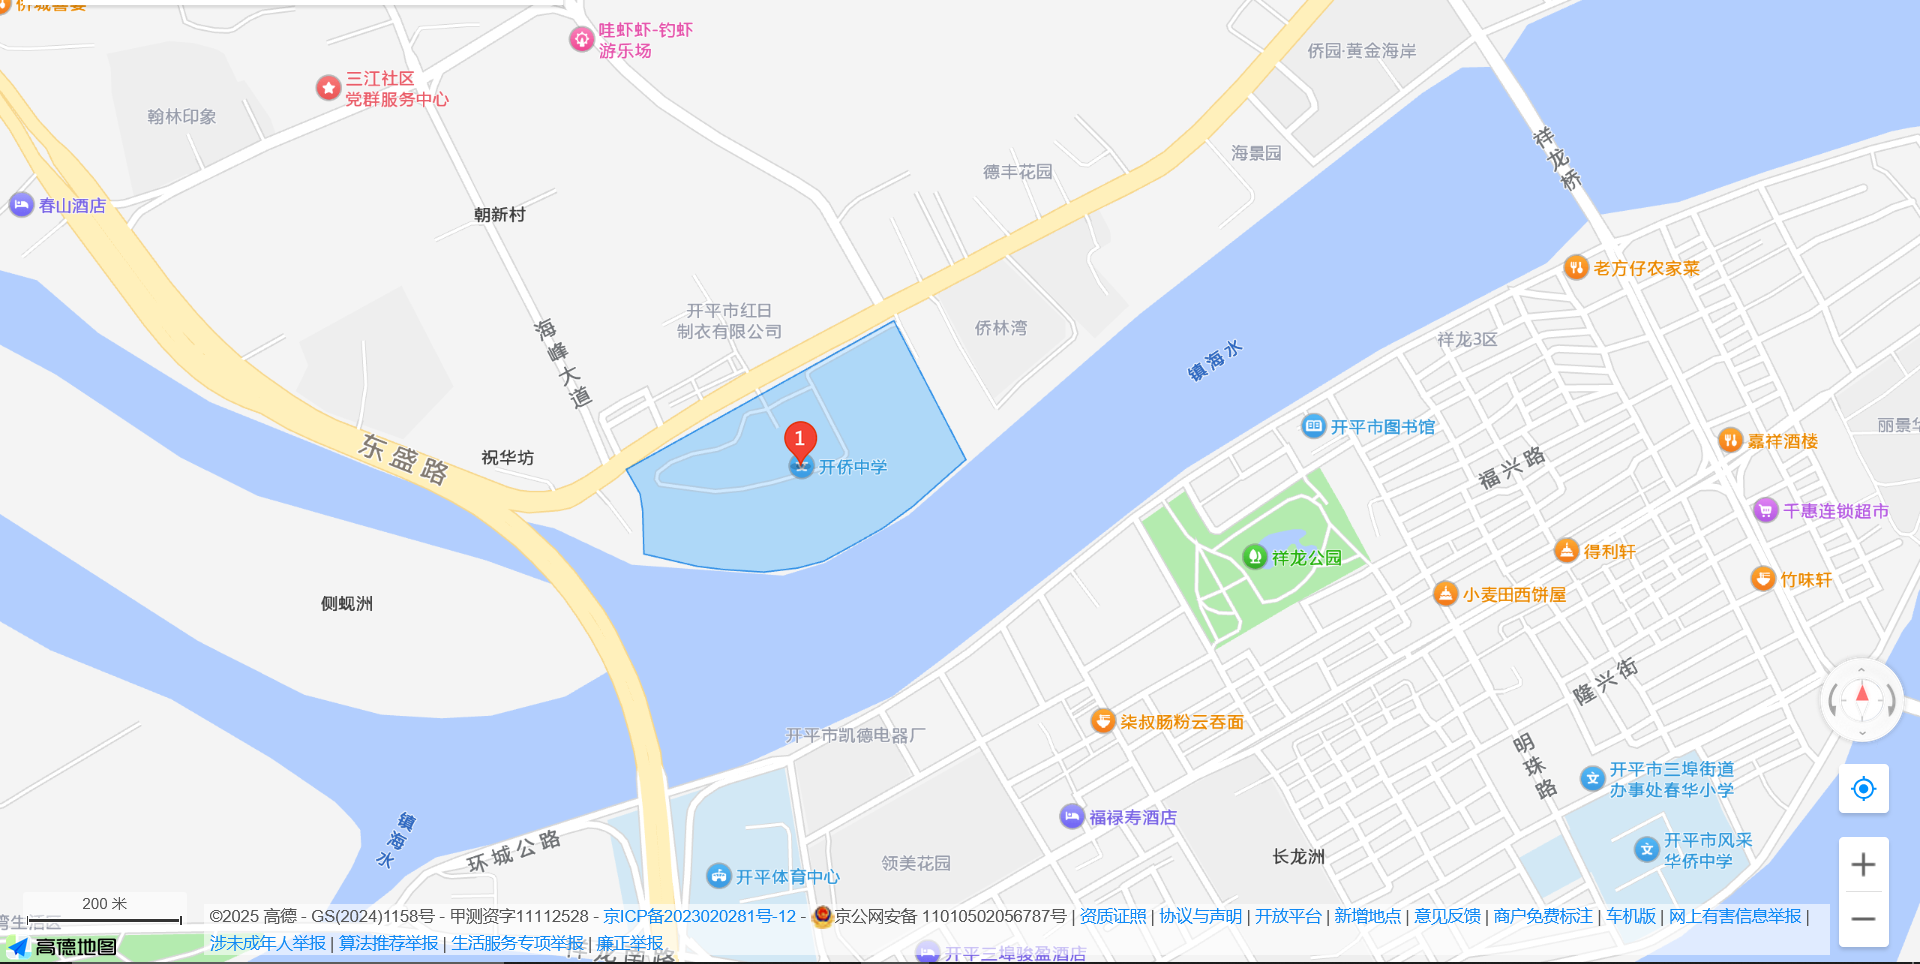 侨城喜宴
哇虾虾-钓虾
游乐场
三江社区
党群服务中心
翰林印象
侨园·黄金海岸
祥龙桥
海景园
德丰花园
春山酒店
朝新村
老方仔农家菜
开平市红日
制衣有限公司
海峰大道
侨林湾
祥龙3区
镇海水
1
开侨中学
开平市图书馆
嘉祥酒楼
东盛路
祝华坊
福兴路
千惠连锁超市
祥龙公园
得利轩
竹味轩
小麦田西饼屋
侧蚬洲
隆兴街
柒叔肠粉云吞面
开平市凯德电器厂
明珠路
开平市三埠街道
办事处春华小学
镇海水
福禄寿酒店
开平市风采
华侨中学
环城公路
领美花园
长龙洲
开平体育中心
200 米
湾生活区
©2025 高德 - GS(2024)1158号 - 甲测资字11112528 - 京ICP备2023020281号-12 - 京公网安备 11010502056787号 | 资质证照 | 协议与声明 | 开放平台 | 新增地点 | 意见反馈 | 商户免费标注 | 车机版 | 网上有害信息举报 |
涉未成年人举报 | 算法推荐举报 | 生活服务专项举报 | 廉正举报
高德地图
祥龙南路
开平三埠骏盈酒店